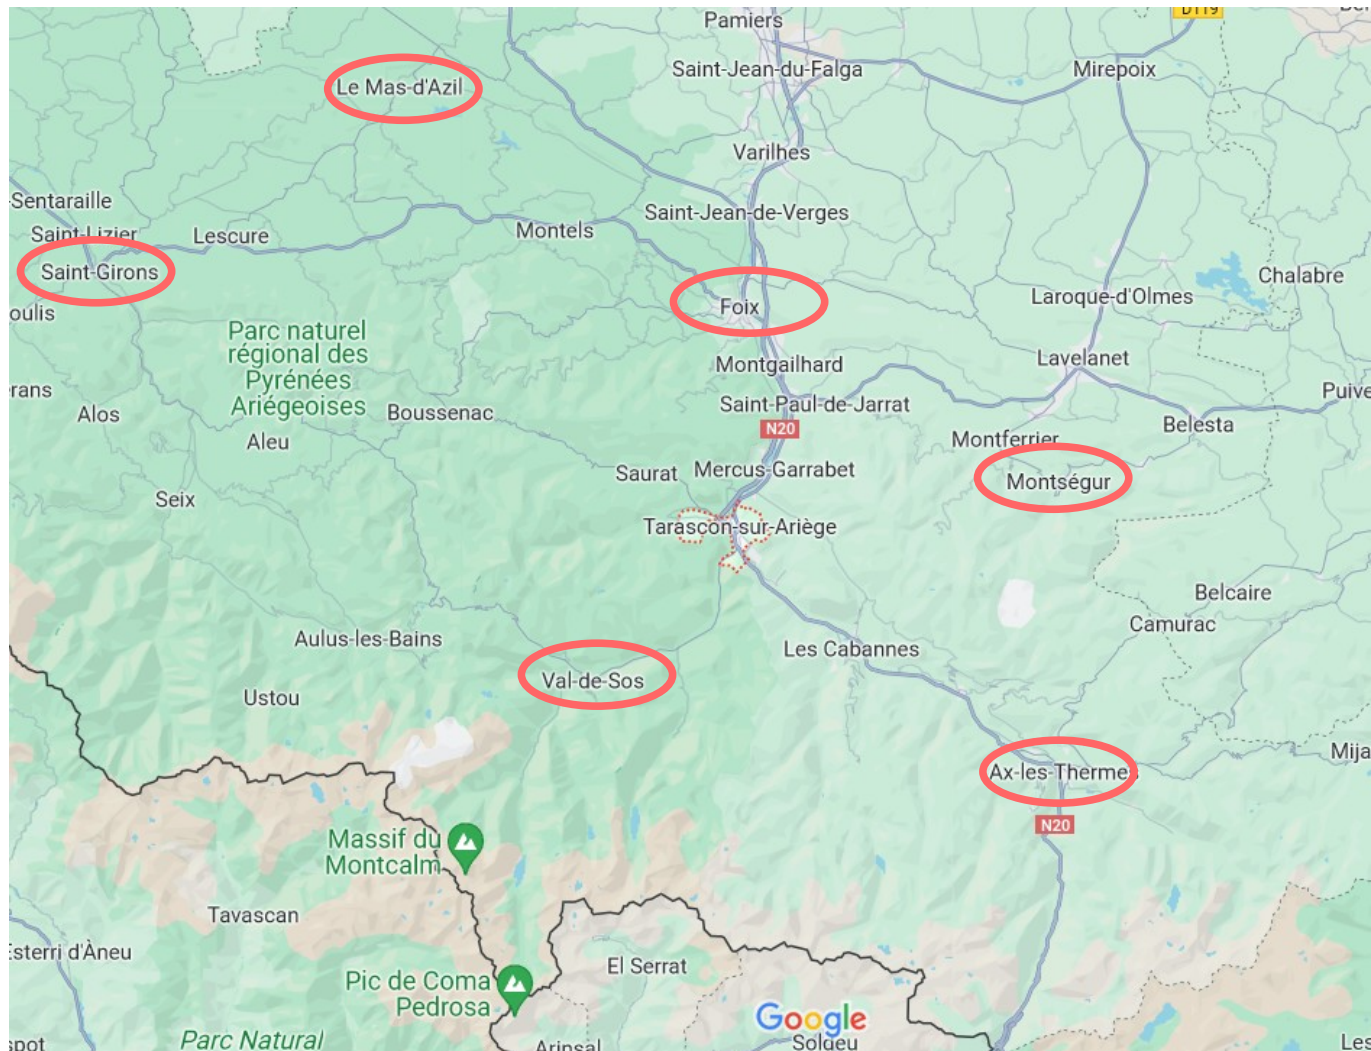 Pamiers
D119
Saint-Jean-du-Falga
Mirepoix
Le Mas-d'Azil
Varilhes
-Sentaraille
Saint-Jean-de-Verges
Saint-Lizier
Lescure
Montels
Saint-Girons
Chalabre
Foix
Laroque-d'Olmes
oulis
Parc naturel
régional des
Pyrénées
Ariégeoises
Montgailhard
Lavelanet
rans
Puive
Alos
Boussenac
Saint-Paul-de-Jarrat
N20
Belesta
Aleu
Montferrier
Saurat
Mercus-Garrabet
Montségur
Seix
Tarascon-sur-Ariège
Belcaire
Camurac
Aulus-les-Bains
Les Cabannes
Val-de-Sos
Ustou
Mija
Ax-les-Thermes
N20
Massif du
Montcalm
Tavascan
Esterri d'Àneu
El Serrat
Pic de Coma
Pedrosa
Google
Parc Natural
Soldeu
Arinsal
spot
Les